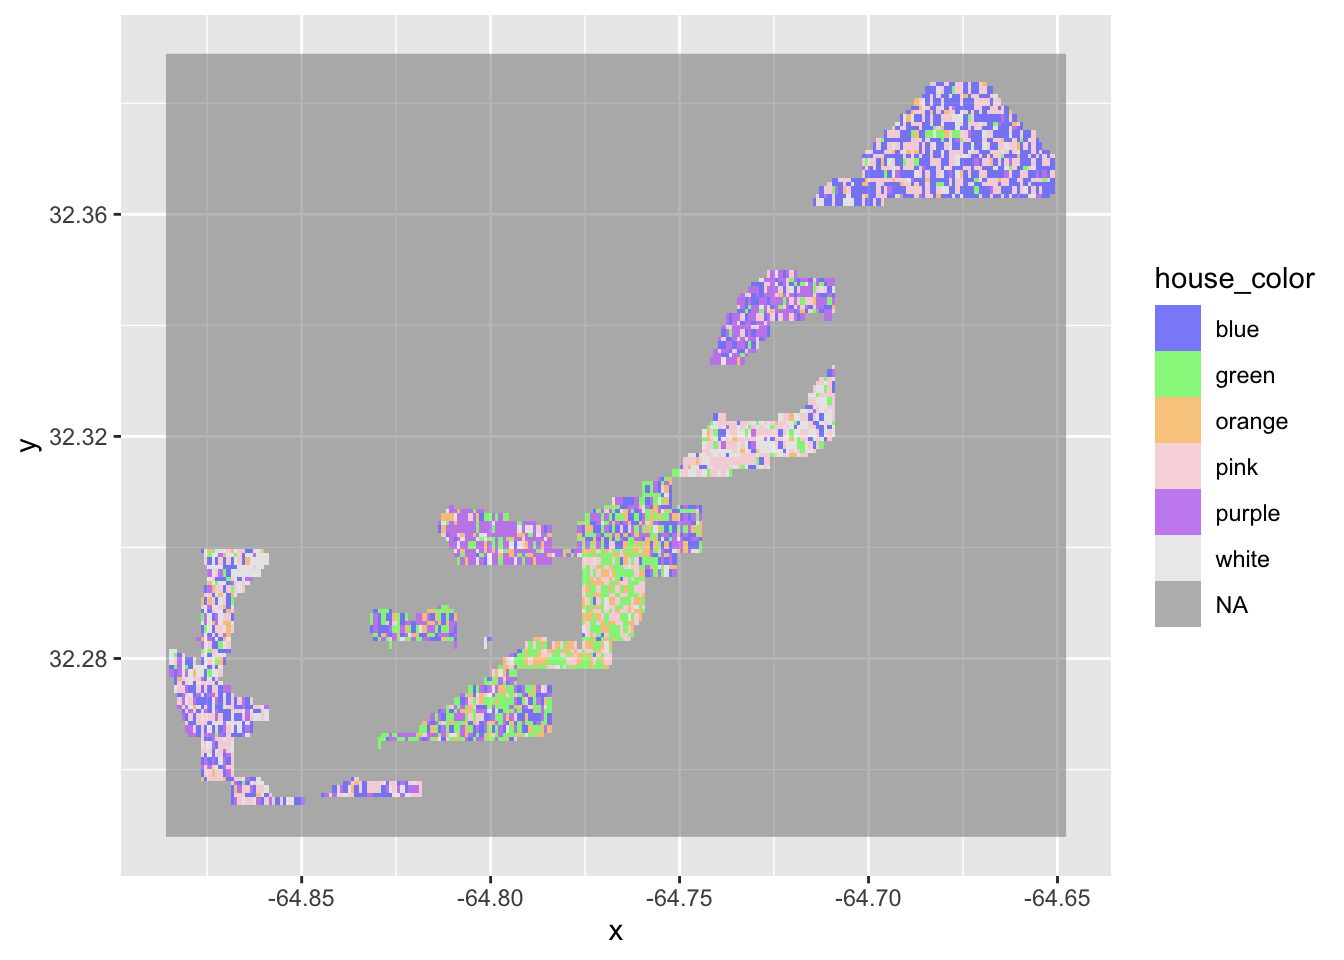 32.36
32.32
32.28
y
-64.85
-64.80
-64.75
-64.70
-64.65
x
house_color
blue
green
orange
pink
purple
white
NA